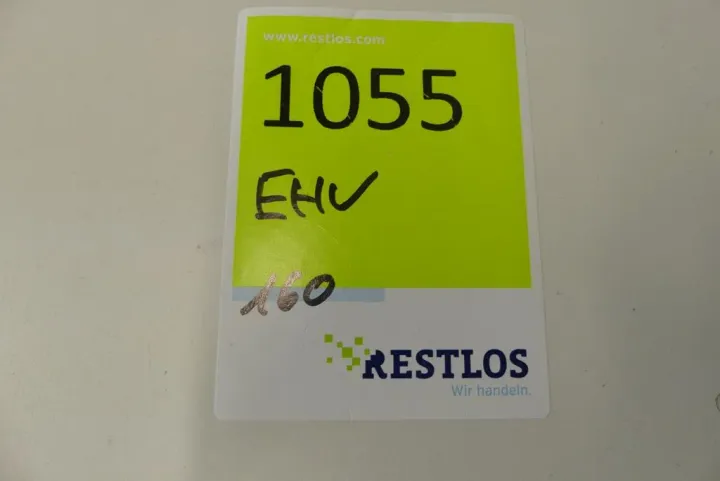 www.restlos.com
1055
EHV
160
RESTLOS
Wir handeln.